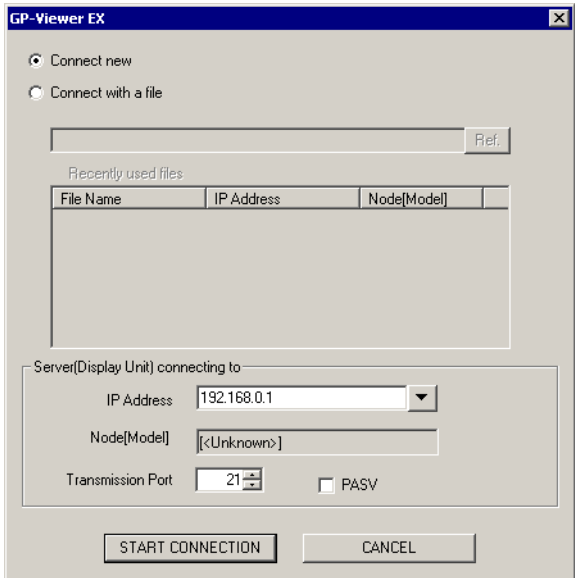 GP-Viewer EX
Connect new
Connect with a file
Ref.
Recently used files
File Name IP Address Node[Model]
Server(Display Unit) connecting to
IP Address 192.168.0.1
Node[Model] [<Unknown>]
Transmission Port 21 PASV
START CONNECTION CANCEL